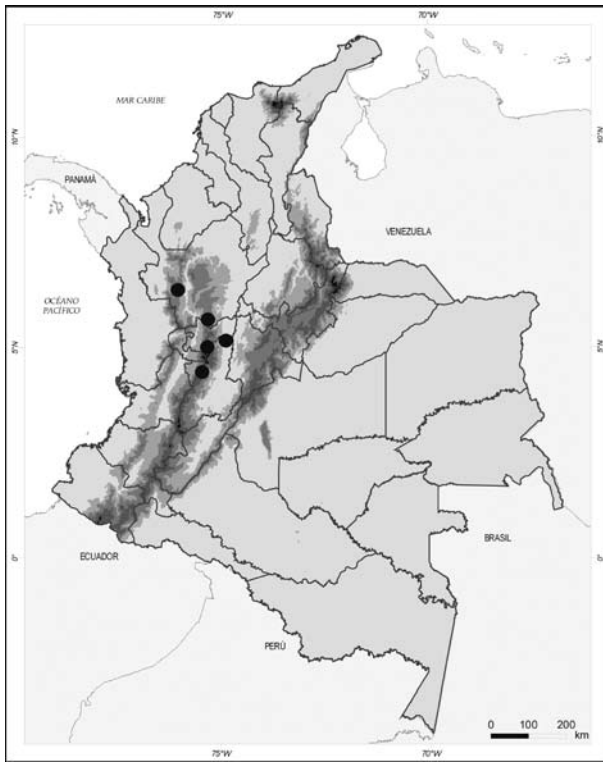 75°W 70°W
MAR CARIBE
10°N 10°N
PANAMÁ
VENEZUELA
OCÉANO
PACÍFICO
5°N 5°N
BRASIL
ECUADOR
0° 0°
PERÚ
0 100 200
km
75°W 70°W